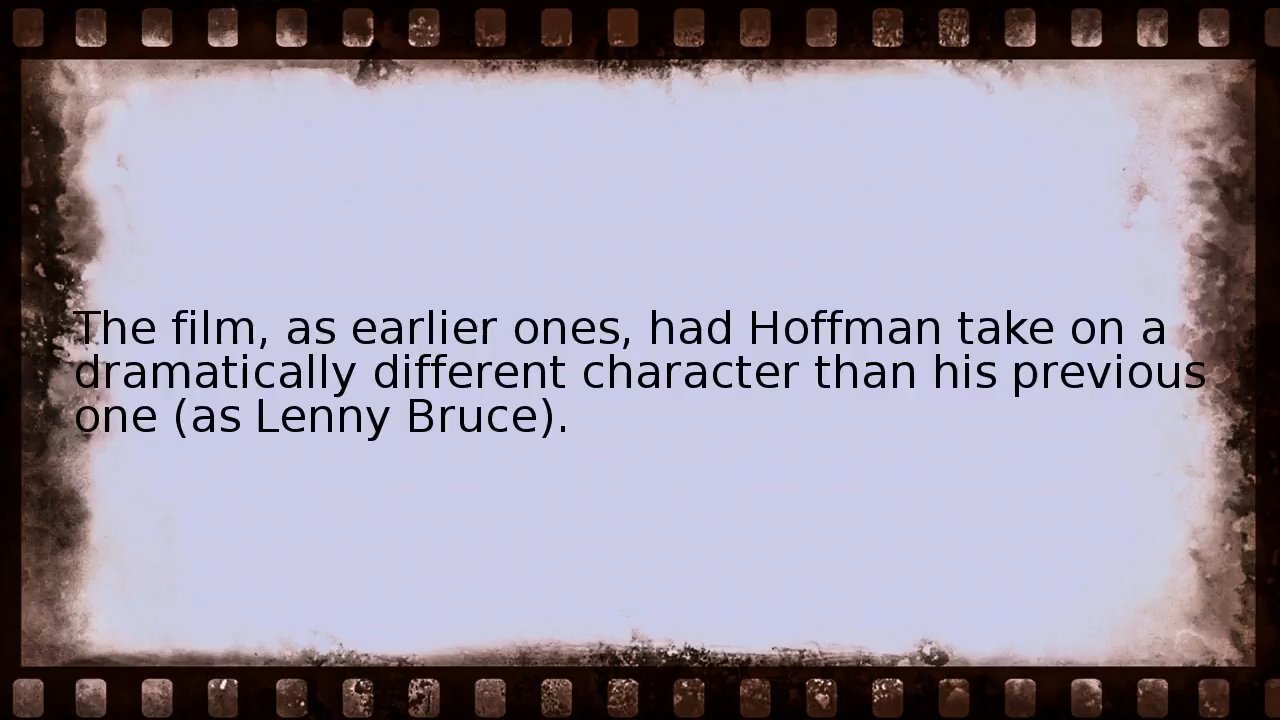 The film, as earlier ones, had Hoffman take on a
dramatically different character than his previous
one (as Lenny Bruce).